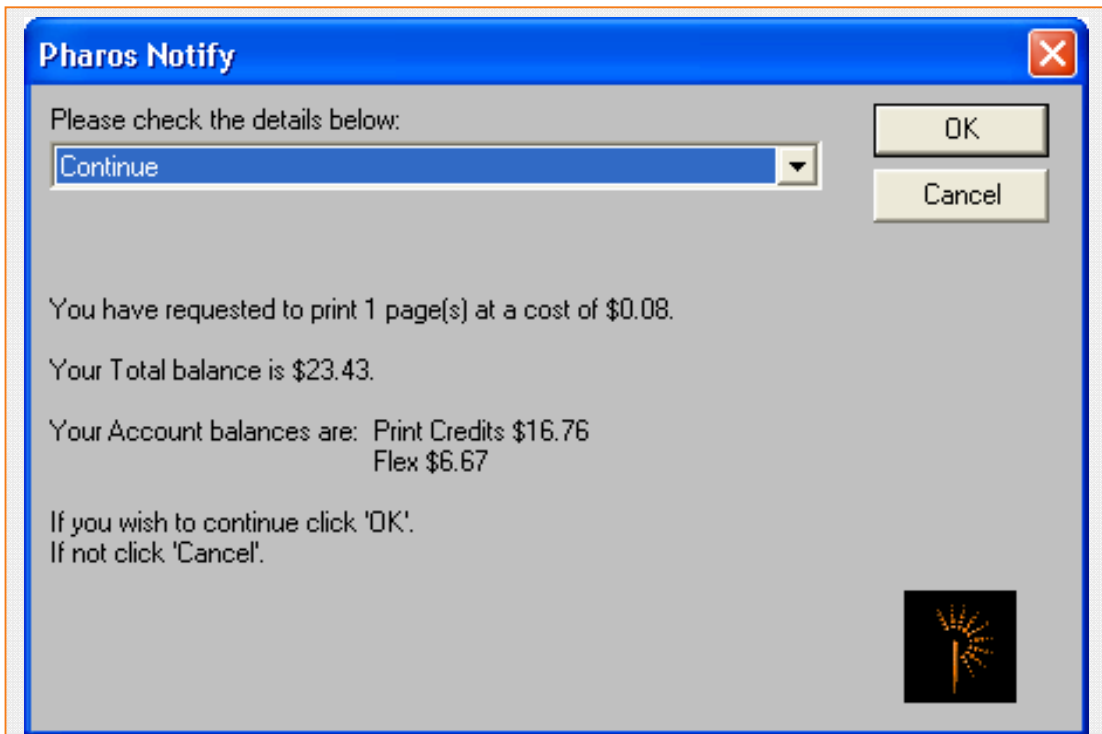 Pharos Notify
Please check the details below:
OK
Continue
Cancel
You have requested to print 1 page(s) at a cost of $0.08.
Your Total balance is $23.43.
Your Account balances are: Print Credits $16.76
Flex $6.67
If you wish to continue click 'OK'.
If not click 'Cancel'.